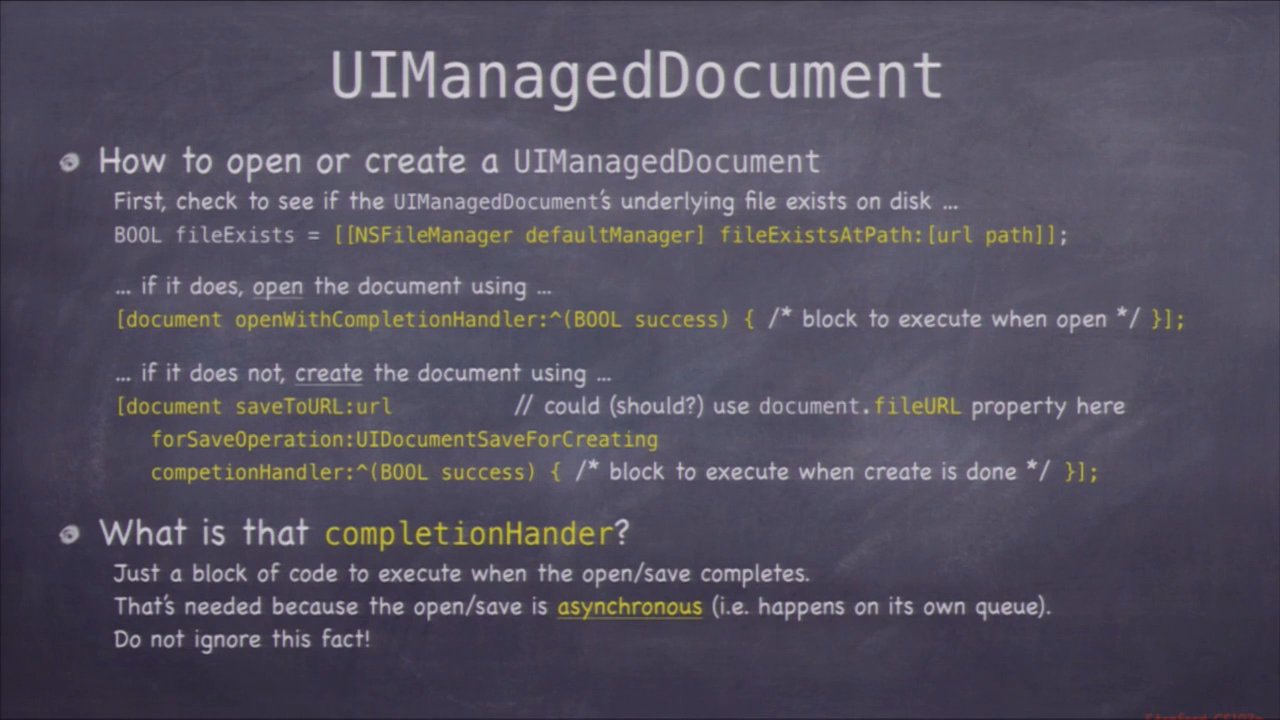 UIManagedDocument
How to open or create a UIManagedDocument
First, check to see if the UIManagedDocument's underlying file exists on disk ...
BOOL fileExists = [[NSFileManager defaultManager] fileExistsAtPath:[url path]];
... if it does, open the document using ...
[document openWithCompletionHandler:^(BOOL success) { /* block to execute when open */ }];
... if it does not, create the document using ...
[document saveToURL:url // could (should?) use document.fileURL property here
forSaveOperation:UIDocumentSaveForCreating
competionHandler:^(BOOL success) { /* block to execute when create is done */ }];
What is that completionHander?
Just a block of code to execute when the open/save completes.
That's needed because the open/save is asynchronous (i.e. happens on its own queue).
Do not ignore this fact!